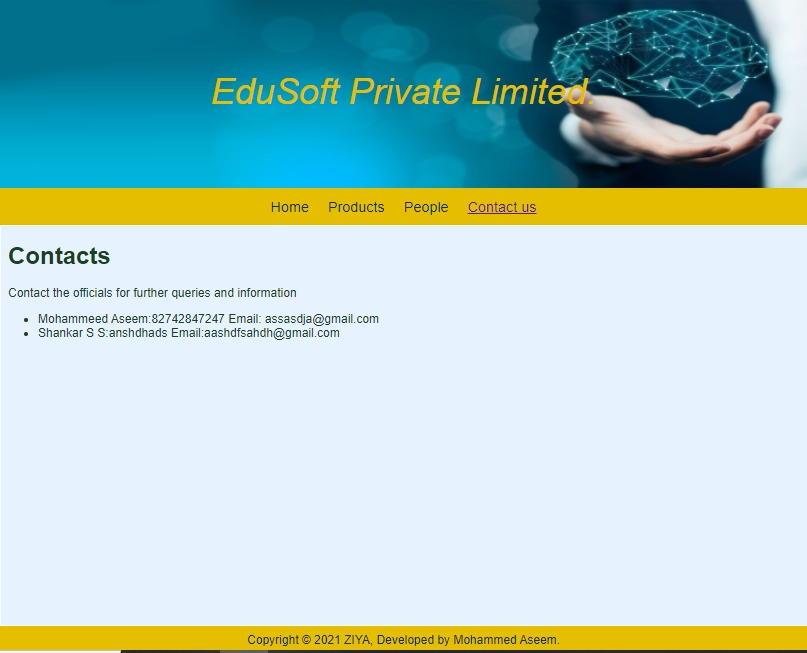 EduSoft Private Limited.
Home Products People Contact us
Contacts
Contact the officials for further queries and information
Mohammeed Aseem:82742847247 Email: assasdja@gmail.com
Shankar S S:anshdhads Email:aashdfsahdh@gmail.com
Copyright © 2021 ZIYA, Developed by Mohammed Aseem.